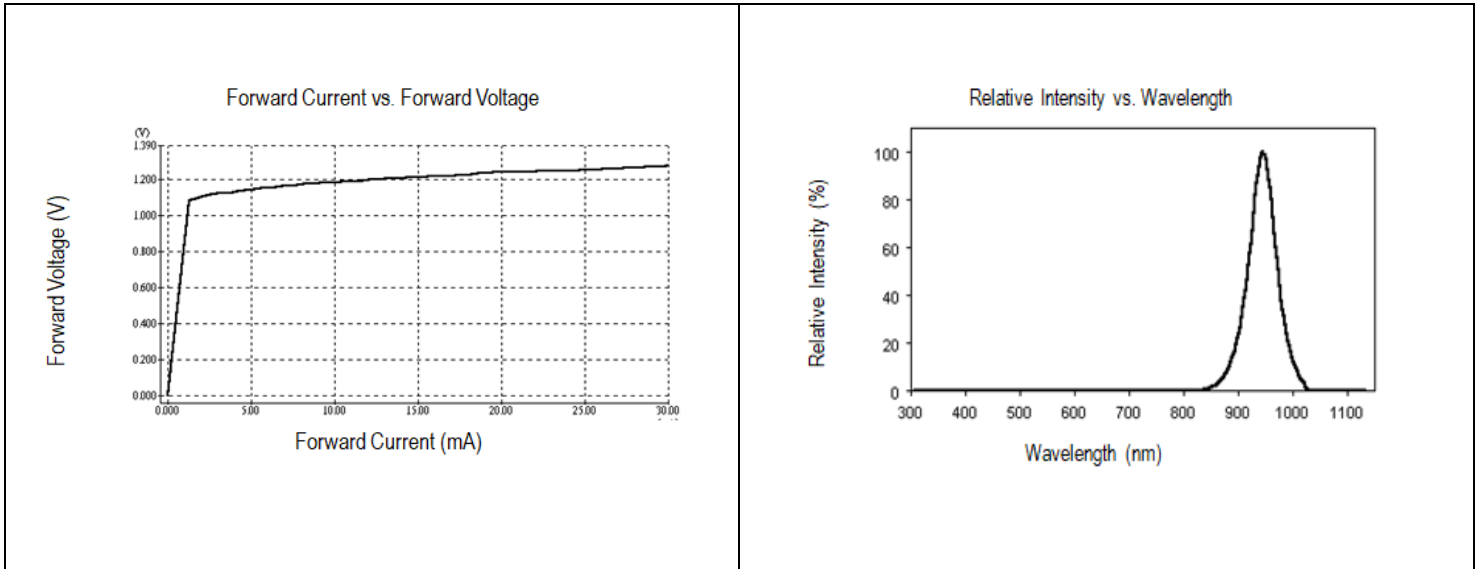 Forward Current vs. Forward Voltage
(V)
1.390
1.200
1.000
0.800
0.600
0.400
0.200
0.000
0.000 5.00 10.00 15.00 20.00 25.00 30.00
Forward Voltage (V)
Forward Current (mA)
Relative Intensity vs. Wavelength
100
80
60
40
20
0
300 400 500 600 700 800 900 1000 1100
Relative Intensity (%)
Wavelength (nm)